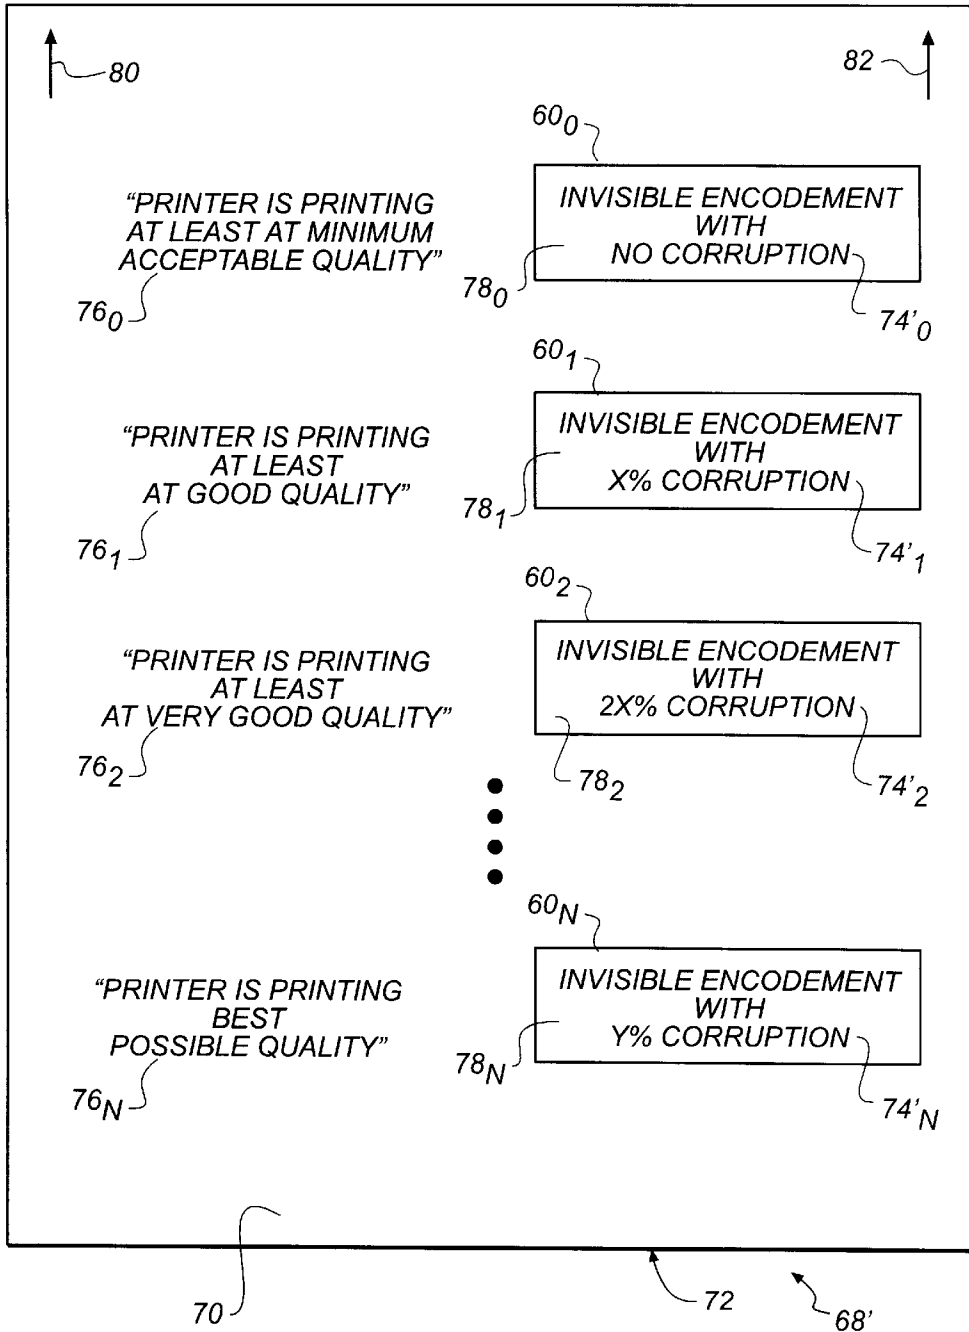 80
82
60₀
“PRINTER IS PRINTING
AT LEAST AT MINIMUM
ACCEPTABLE QUALITY”
76₀
INVISIBLE ENCODEMENT
WITH
NO CORRUPTION
78₀
74’₀
60₁
“PRINTER IS PRINTING
AT LEAST
AT GOOD QUALITY”
76₁
INVISIBLE ENCODEMENT
WITH
X% CORRUPTION
78₁
74’₁
60₂
“PRINTER IS PRINTING
AT LEAST
AT VERY GOOD QUALITY”
76₂
INVISIBLE ENCODEMENT
WITH
2X% CORRUPTION
78₂
74’₂
60N
“PRINTER IS PRINTING
BEST
POSSIBLE QUALITY”
76N
INVISIBLE ENCODEMENT
WITH
Y% CORRUPTION
78N
74’N
70
72
68'